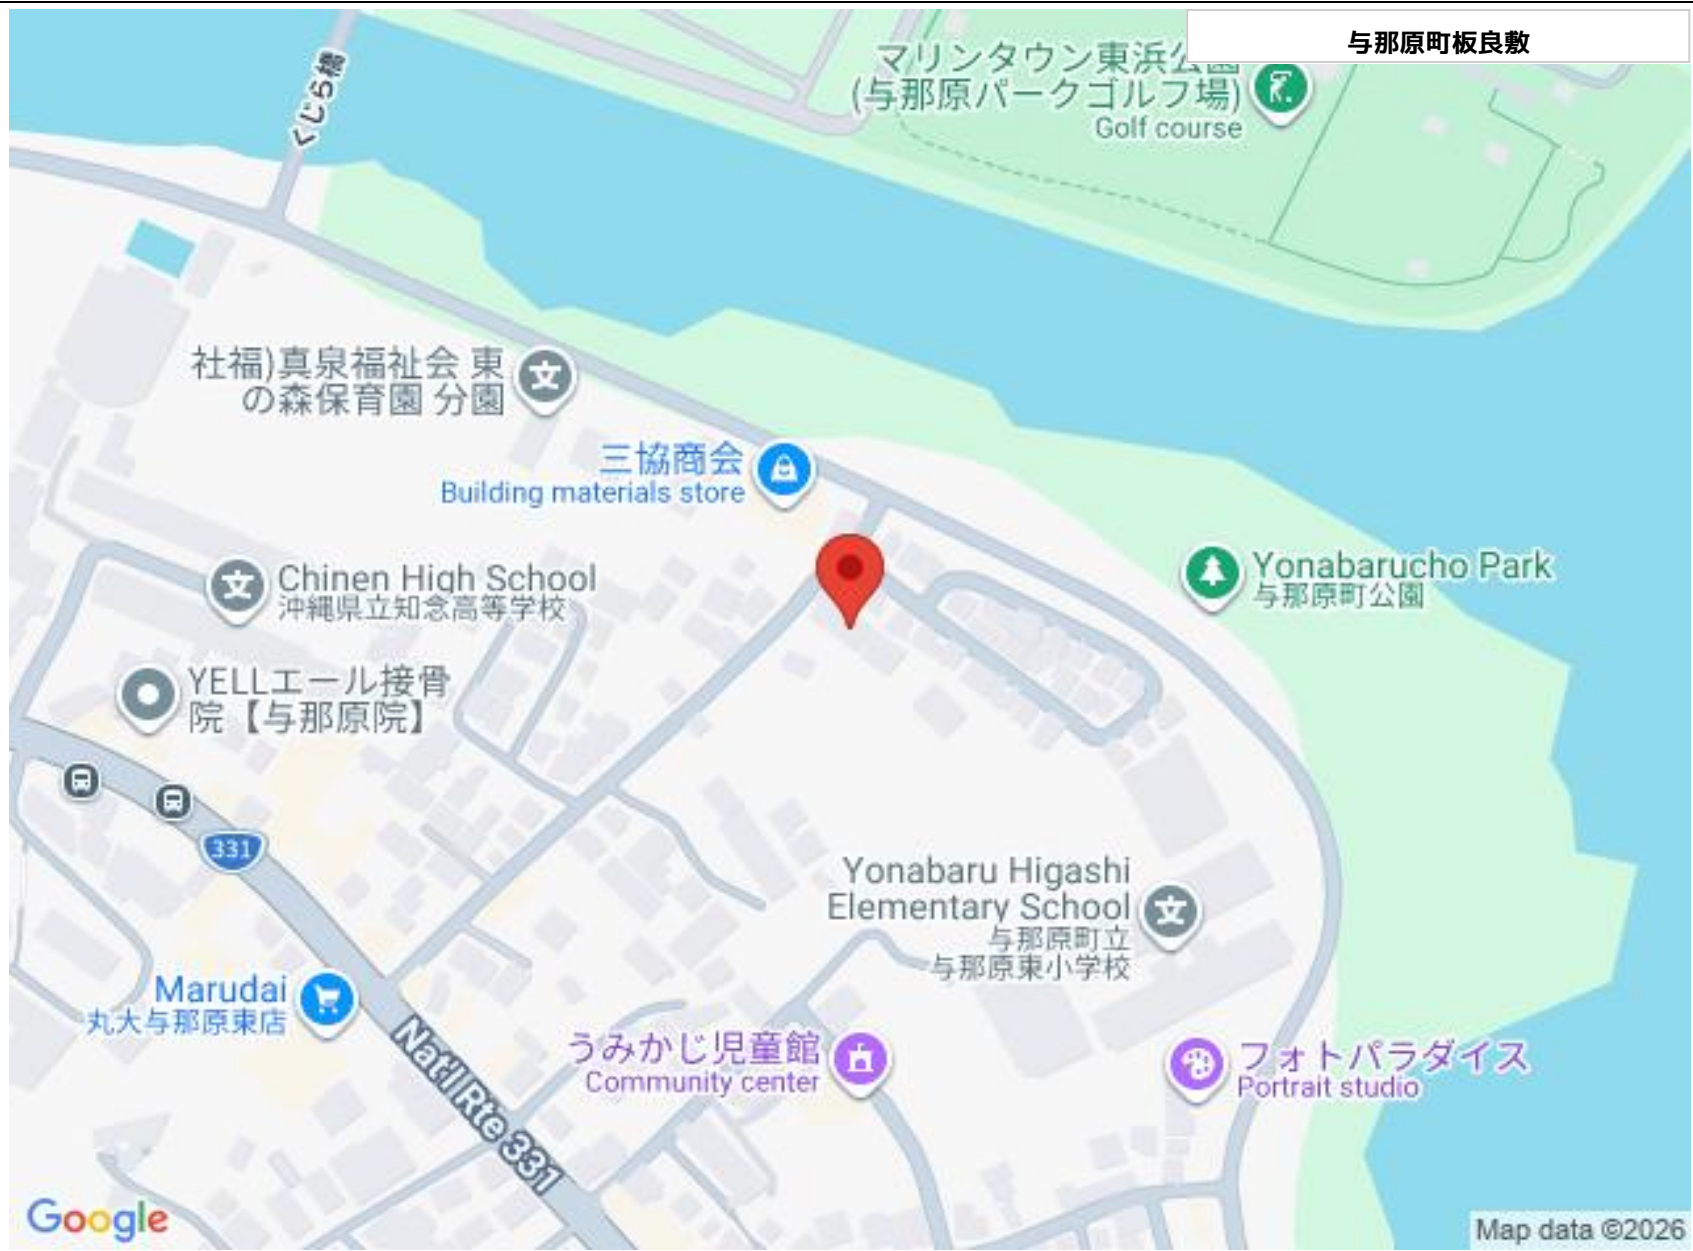 与那原町板良敷
マリンタウン東浜公園
(与那原パークゴルフ場)
Golf course
くじら橋
社福)真泉福祉会 東
の森保育園 分園
三協商会
Building materials store
Chinen High School
沖縄県立知念高等学校
Yonabarucho Park
与那原町公園
YELLエール接骨
院【与那原院】
331
Yonabaru Higashi
Elementary School
与那原町立
与那原東小学校
Marudai
丸大与那原東店
Nat'l Rte 331
うみかじ児童館
Community center
フォトパラダイス
Portrait studio
Google
Map data ©2026